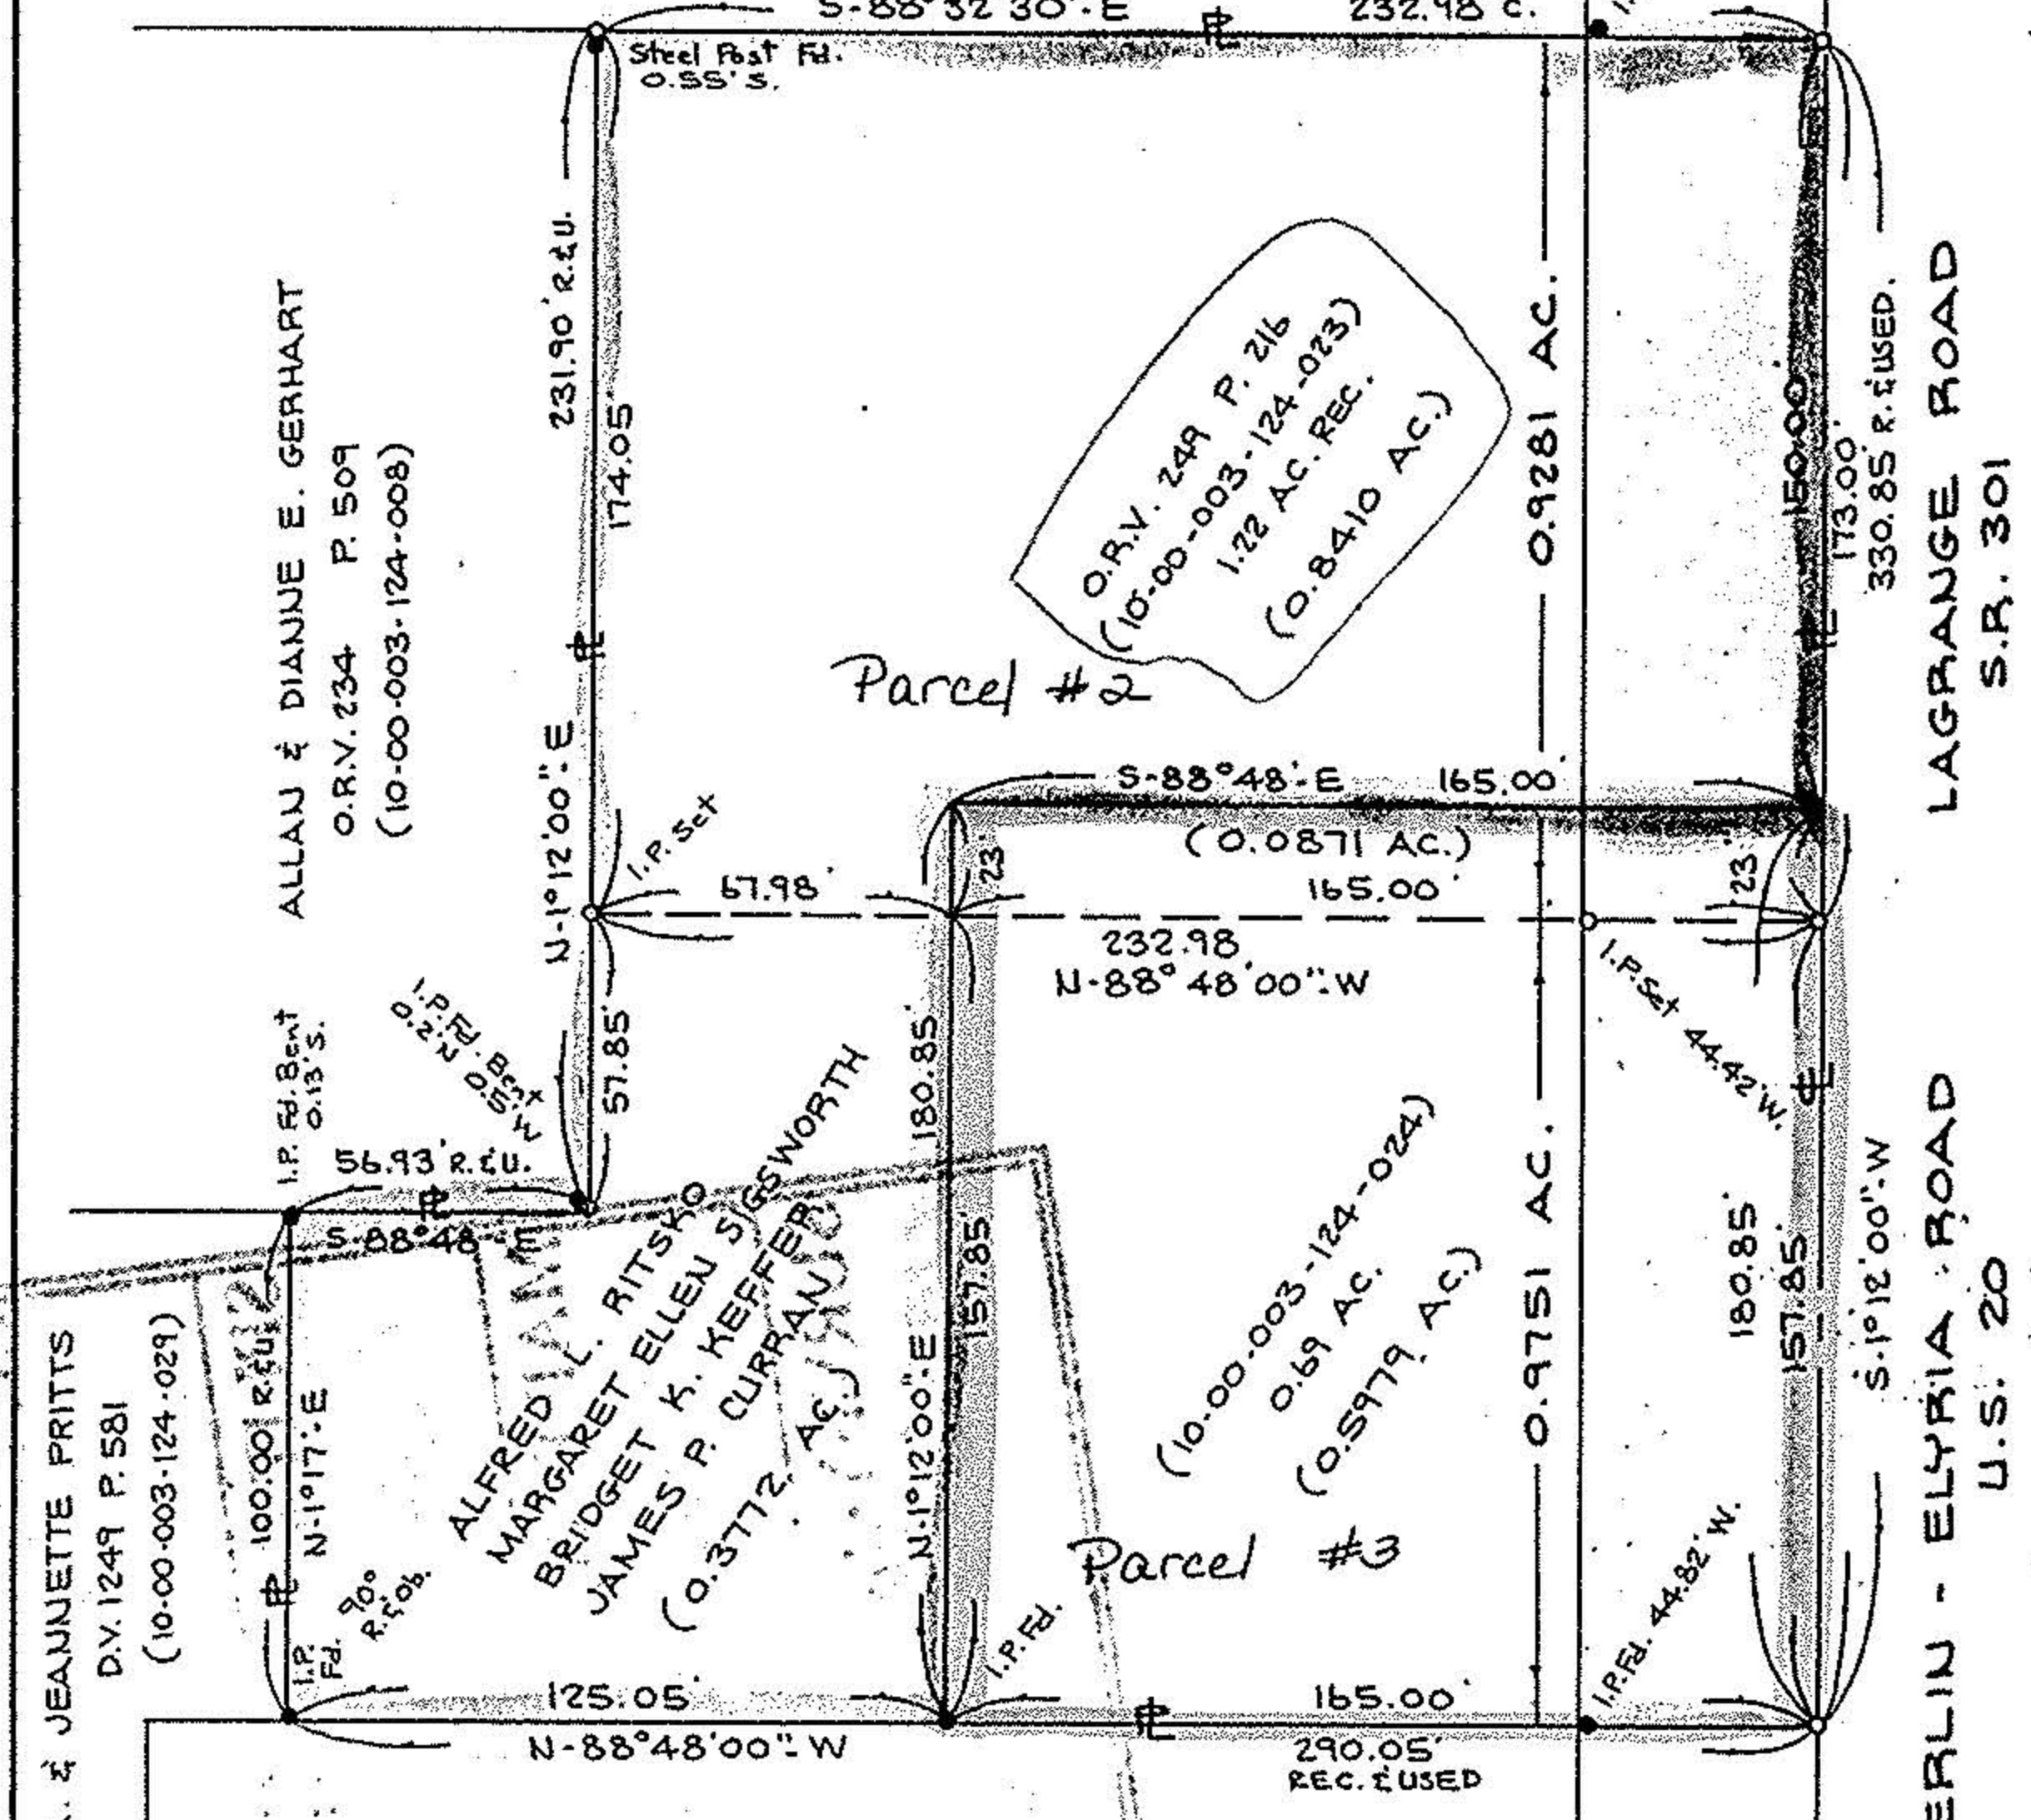 S-88°32'30"-E 232.98 C.
Steel Post Fd.
0.55' S.
231.90' R.&U.
174.05'
N-1°12'00"-E
57.85'
ALLAN & DIANNE E. GERHART
O.R.V. 234 P. 509
(10-00-003-124-008)
O.R.V. 249 P. 216
(10-00-003-124-023)
1.22 AC. REC.
(0.8410 AC.)
Parcel #2
0.9281 AC.
150.00'
173.00'
330.85' R.&USED.
LAGRANGE ROAD
S.R. 301
S-88°48'-E 165.00'
(0.0871 AC.)
165.00'
23'
23'
I.P. Set
67.98'
232.98
N-88°48'00"-W
I.P. Set 44.42' W.
I.P. Fd. Bent
0.13' S.
I.P. Fd. Bent
0.2' N 0.5' W
56.93' R.&U.
S-88°48'-E
180.85'
157.85'
N-1°12'00"-E
ALFRED L. RITSKO
MARGARET ELLEN SIGSWORTH
BRIDGET K. KEFFER
JAMES P. CURRAN
(0.3772 AC.)
100.00' R.&U.
N-1°17'-E
90°
R.&Ob.
I.P.
Fd.
& JEANNETTE PRITTS
D.V. 1249 P. 581
(10-00-003-124-029)
(10-00-003-124-024)
0.69 AC.
(0.5979 AC.)
Parcel #3
0.9751 AC.
180.85'
157.85'
S-1°12'00"-W
ERLIN - ELYRIA ROAD
U.S. 20
I.P. Fd.
I.P. Fd. 44.82' W.
125.05'
N-88°48'00"-W
165.00'
290.05'
REC. & USED